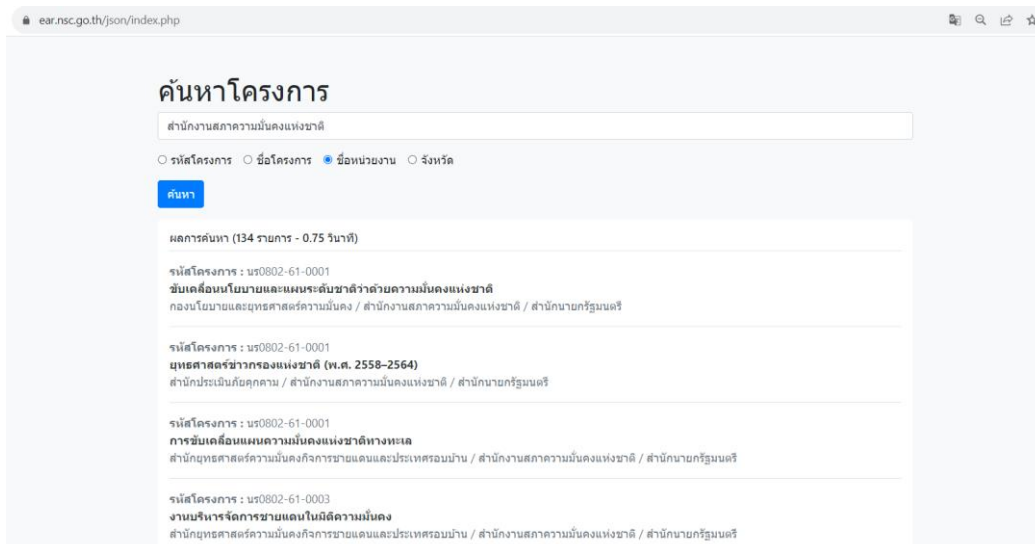 ear.nsc.go.th/json/index.php
ค้นหาโครงการ
สำนักงานสภาความมั่นคงแห่งชาติ
รหัสโครงการ ชื่อโครงการ ชื่อหน่วยงาน จังหวัด
ค้นหา
ผลการค้นหา (134 รายการ - 0.75 วินาที)
รหัสโครงการ : นร0802-61-0001
ขับเคลื่อนนโยบายและแผนระดับชาติว่าด้วยความมั่นคงแห่งชาติ
กองนโยบายและยุทธศาสตร์ความมั่นคง / สำนักงานสภาความมั่นคงแห่งชาติ / สำนักนายกรัฐมนตรี
รหัสโครงการ : นร0802-61-0001
ยุทธศาสตร์ข่าวกรองแห่งชาติ (พ.ศ. 2558–2564)
สำนักประเมินภัยคุกคาม / สำนักงานสภาความมั่นคงแห่งชาติ / สำนักนายกรัฐมนตรี
รหัสโครงการ : นร0802-61-0001
การขับเคลื่อนแผนความมั่นคงแห่งชาติทางทะเล
สำนักยุทธศาสตร์ความมั่นคงกิจการชายแดนและประเทศรอบบ้าน / สำนักงานสภาความมั่นคงแห่งชาติ / สำนักนายกรัฐมนตรี
รหัสโครงการ : นร0802-61-0003
งานบริหารจัดการชายแดนในมิติความมั่นคง
สำนักยุทธศาสตร์ความมั่นคงกิจการชายแดนและประเทศรอบบ้าน / สำนักงานสภาความมั่นคงแห่งชาติ / สำนักนายกรัฐมนตรี